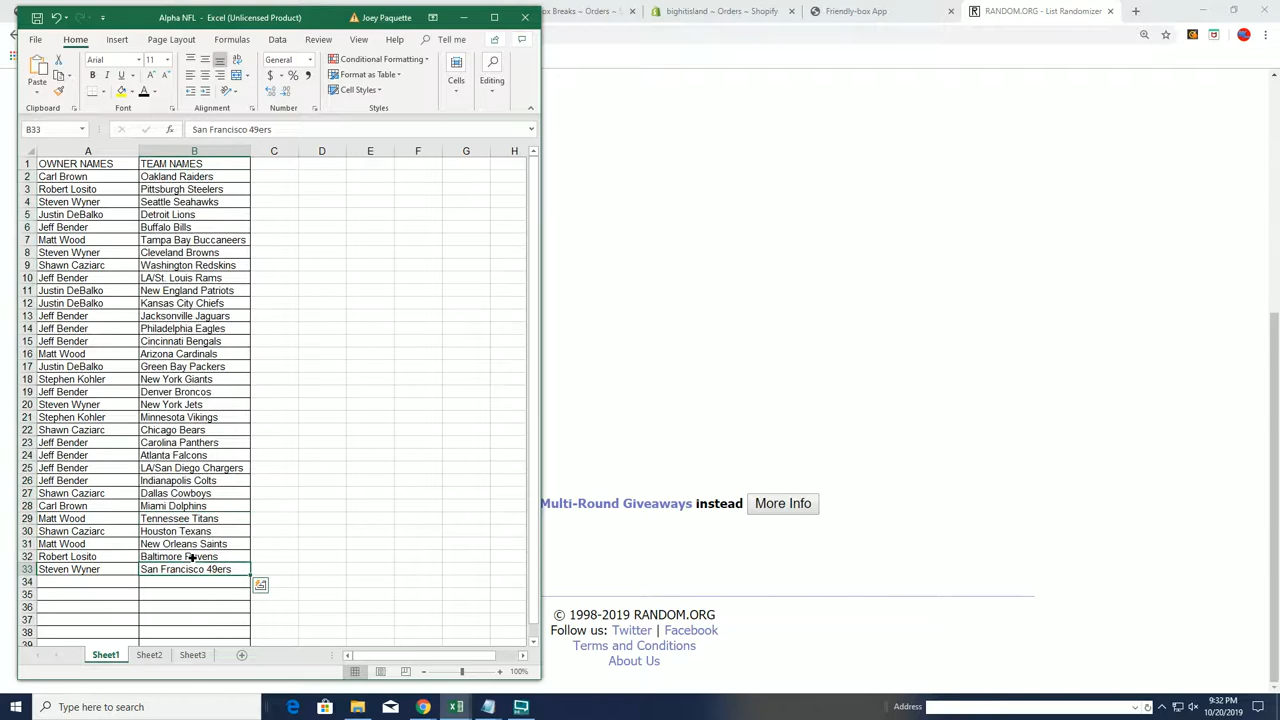 Alpha NFL - Excel (Unlicensed Product)
Joey Paquette
Box Breaks – Ormes
bighitisland ~ Orders ~ Shopify
Friendly-box App
RANDOM.ORG - List Randomizer
File Home Insert Page Layout Formulas Data Review View Help Tell me
Paste
Arial 11
General
Conditional Formatting
Format as Table
Cell Styles
Cells
Editing
Clipboard Font Alignment Number Styles
B33 San Francisco 49ers
A B C D E F G H
1 OWNER NAMES TEAM NAMES
2 Carl Brown Oakland Raiders
3 Robert Losito Pittsburgh Steelers
4 Steven Wyner Seattle Seahawks
5 Justin DeBalko Detroit Lions
6 Jeff Bender Buffalo Bills
7 Matt Wood Tampa Bay Buccaneers
8 Steven Wyner Cleveland Browns
9 Shawn Caziarc Washington Redskins
10 Jeff Bender LA/St. Louis Rams
11 Justin DeBalko New England Patriots
12 Justin DeBalko Kansas City Chiefs
13 Jeff Bender Jacksonville Jaguars
14 Jeff Bender Philadelphia Eagles
15 Jeff Bender Cincinnati Bengals
16 Matt Wood Arizona Cardinals
17 Justin DeBalko Green Bay Packers
18 Stephen Kohler New York Giants
19 Jeff Bender Denver Broncos
20 Steven Wyner New York Jets
21 Stephen Kohler Minnesota Vikings
22 Shawn Caziarc Chicago Bears
23 Jeff Bender Carolina Panthers
24 Jeff Bender Atlanta Falcons
25 Jeff Bender LA/San Diego Chargers
26 Jeff Bender Indianapolis Colts
27 Shawn Caziarc Dallas Cowboys
28 Carl Brown Miami Dolphins
29 Matt Wood Tennessee Titans
30 Shawn Caziarc Houston Texans
31 Matt Wood New Orleans Saints
32 Robert Losito Baltimore Ravens
33 Steven Wyner San Francisco 49ers
34
35
36
37
38
39
Sheet1 Sheet2 Sheet3
100%
Multi-Round Giveaways instead More Info
© 1998-2019 RANDOM.ORG
Follow us: Twitter | Facebook
Terms and Conditions
About Us
Type here to search
Address
9:32 PM
10/20/2019